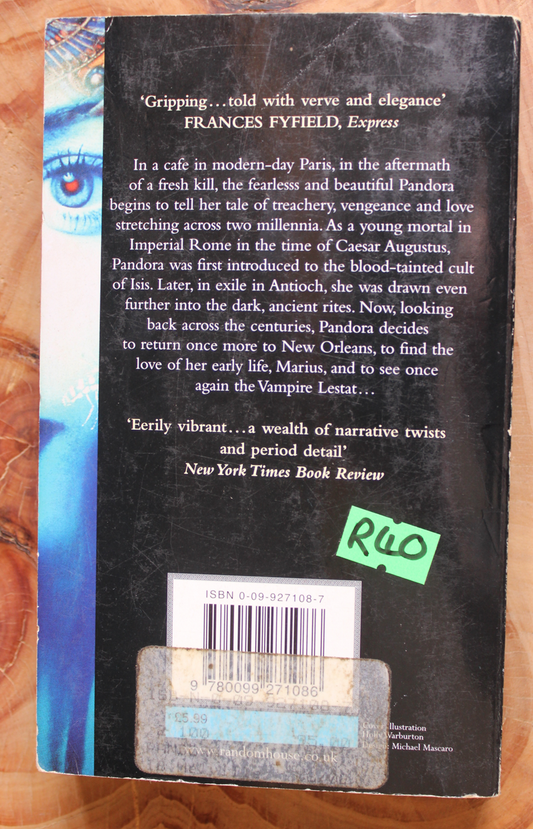 ‘Gripping…told with verve and elegance’
FRANCES FYFIELD, Express
In a cafe in modern-day Paris, in the aftermath
of a fresh kill, the fearlesss and beautiful Pandora
begins to tell her tale of treachery, vengeance and love
stretching across two millennia. As a young mortal in
Imperial Rome in the time of Caesar Augustus,
Pandora was first introduced to the blood-tainted cult
of Isis. Later, in exile in Antioch, she was drawn even
further into the dark, ancient rites. Now, looking
back across the centuries, Pandora decides
to return once more to New Orleans, to find the
love of her early life, Marius, and to see once
again the Vampire Lestat…
‘Eerily vibrant…a wealth of narrative twists
and period detail’
New York Times Book Review
R40
ISBN 0-09-927108-7
9 780099 271086
£5.99
100
www.randomhouse.co.uk
Illustration
Warburton
Michael Mascaro